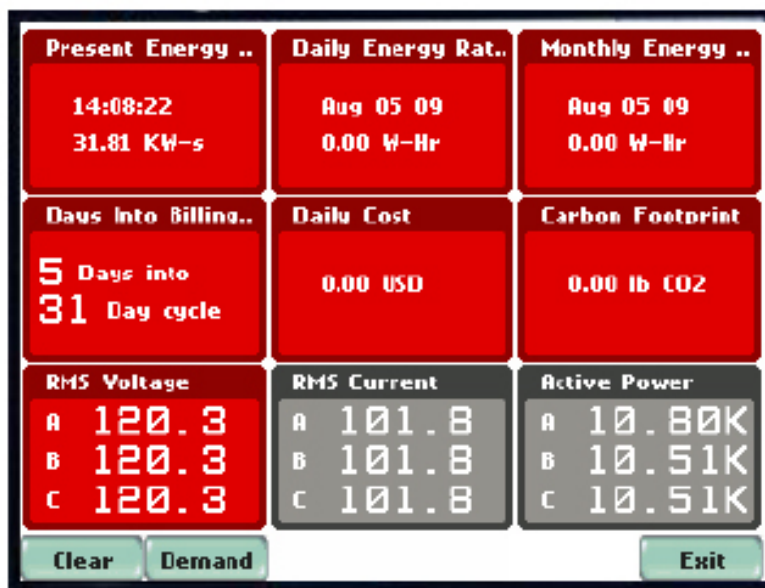 Present Energy ..
Daily Energy Rat..
Monthly Energy ..
14:08:22
31.81 KW-s
Aug 05 09
0.00 W-Hr
Aug 05 09
0.00 W-Hr
Days Into Billing..
Daily Cost
Carbon Footprint
5 Days into
31 Day cycle
0.00 USD
0.00 lb CO2
RMS Voltage
A 120.3
B 120.3
C 120.3
RMS Current
A 101.8
B 101.8
C 101.8
Active Power
A 10.80K
B 10.51K
C 10.51K
Clear
Demand
Exit